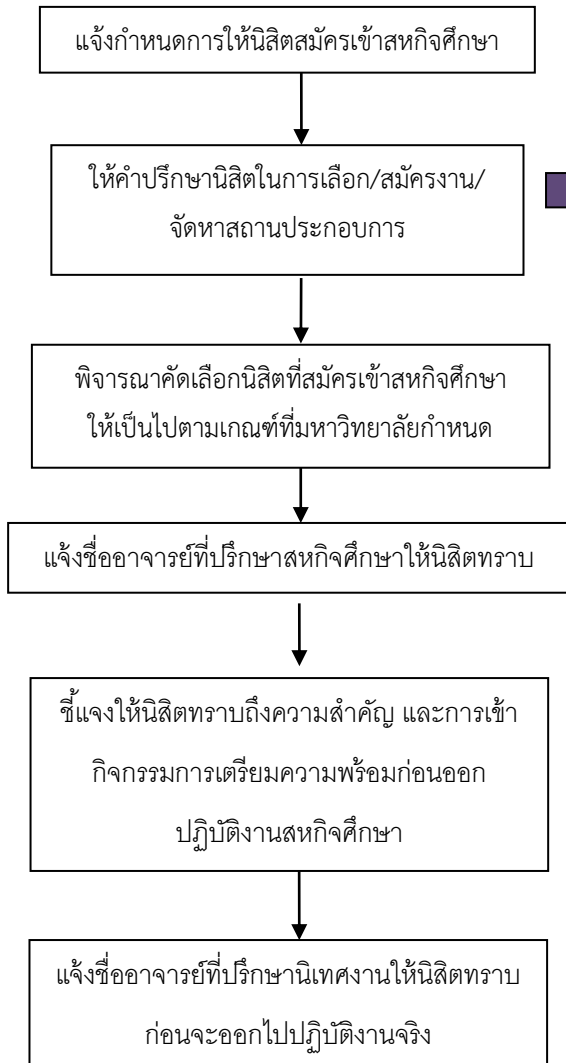 แจ้งกำหนดการให้นิสิตสมัครเข้าสหกิจศึกษา
ให้คำปรึกษานิสิตในการเลือก/สมัครงาน/
จัดหาสถานประกอบการ
พิจารณาคัดเลือกนิสิตที่สมัครเข้าสหกิจศึกษา
ให้เป็นไปตามเกณฑ์ที่มหาวิทยาลัยกำหนด
แจ้งชื่ออาจารย์ที่ปรึกษาสหกิจศึกษาให้นิสิตทราบ
ชี้แจงให้นิสิตทราบถึงความสำคัญ และการเข้า
กิจกรรมการเตรียมความพร้อมก่อนออก
ปฏิบัติงานสหกิจศึกษา
แจ้งชื่ออาจารย์ที่ปรึกษานิเทศงานให้นิสิตทราบ
ก่อนจะออกไปปฏิบัติงานจริง